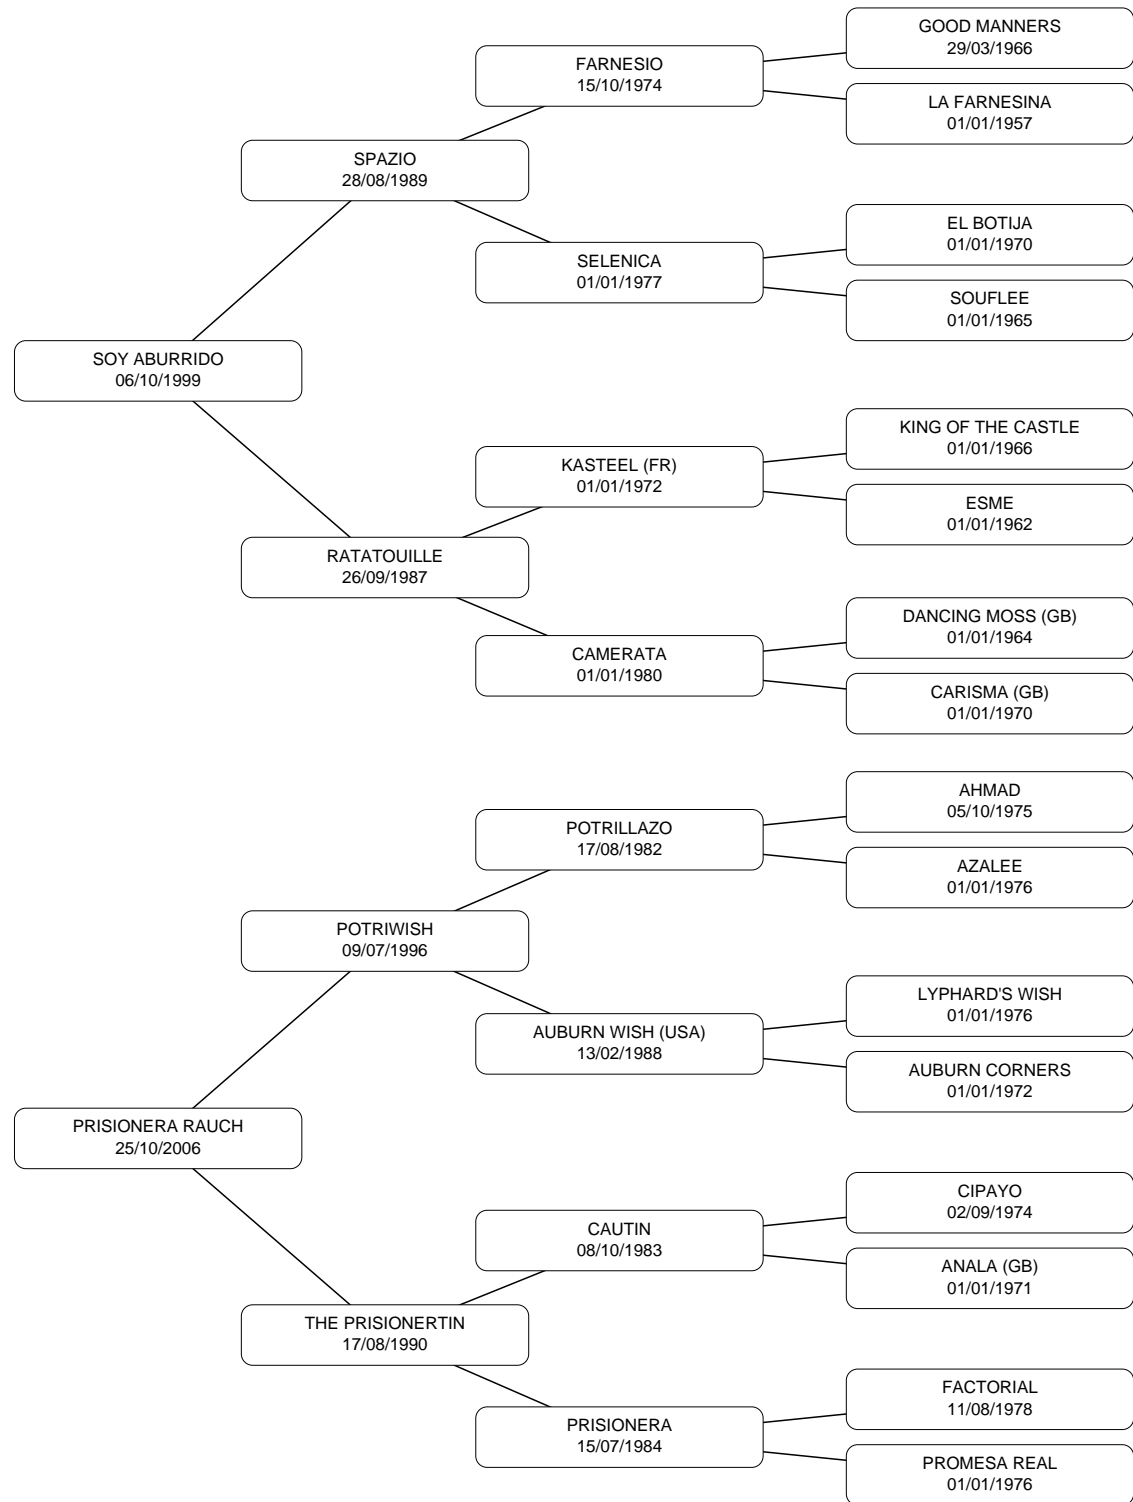 GOOD MANNERS
29/03/1966
FARNESIO
15/10/1974
LA FARNESINA
01/01/1957
SPAZIO
28/08/1989
EL BOTIJA
01/01/1970
SELENICA
01/01/1977
SOUFLEE
01/01/1965
SOY ABURRIDO
06/10/1999
KING OF THE CASTLE
01/01/1966
KASTEEL (FR)
01/01/1972
ESME
01/01/1962
RATATOUILLE
26/09/1987
DANCING MOSS (GB)
01/01/1964
CAMERATA
01/01/1980
CARISMA (GB)
01/01/1970
AHMAD
05/10/1975
POTRILLAZO
17/08/1982
AZALEE
01/01/1976
POTRIWISH
09/07/1996
LYPHARD'S WISH
01/01/1976
AUBURN WISH (USA)
13/02/1988
AUBURN CORNERS
01/01/1972
PRISIONERA RAUCH
25/10/2006
CIPAYO
02/09/1974
CAUTIN
08/10/1983
ANALA (GB)
01/01/1971
THE PRISIONERTIN
17/08/1990
FACTORIAL
11/08/1978
PRISIONERA
15/07/1984
PROMESA REAL
01/01/1976